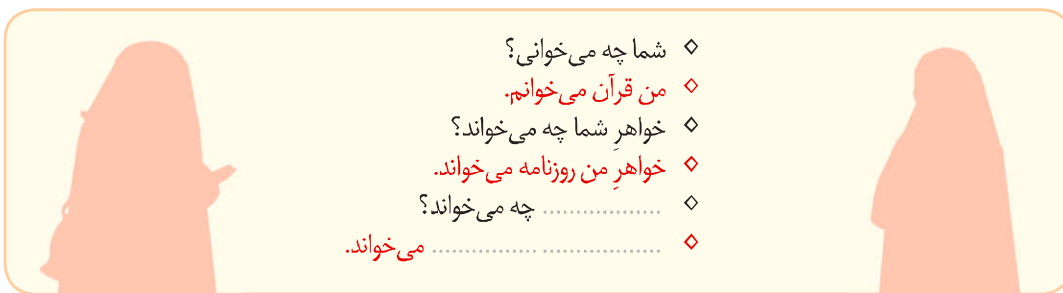 ◊ شما چه می‌خوانی؟
◊ من قرآن می‌خوانم.
◊ خواهرِ شما چه می‌خواند؟
◊ خواهرِ من روزنامه می‌خواند.
◊ .................. چه می‌خواند؟
◊ .................. ................ می‌خواند.